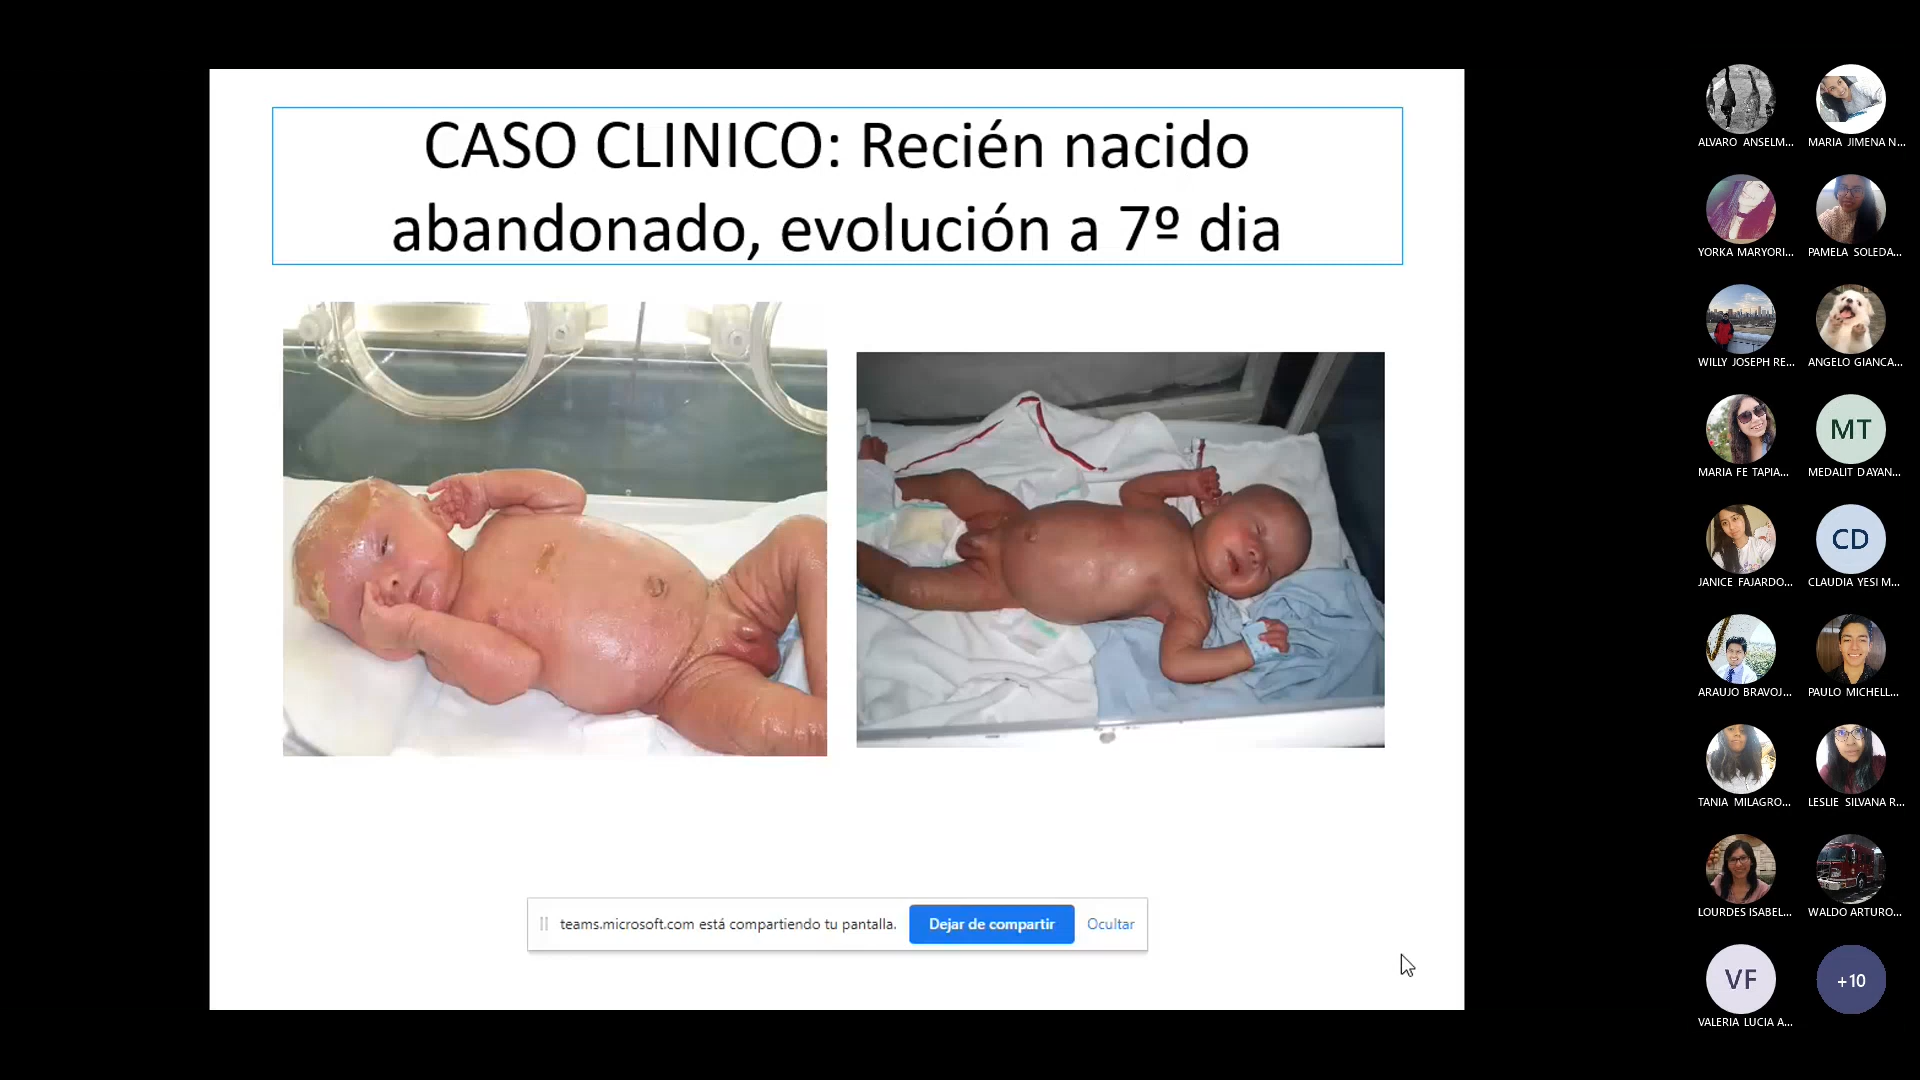 CASO CLINICO: Recién nacido
abandonado, evolución a 7º dia
teams.microsoft.com está compartiendo tu pantalla.
Dejar de compartir
Ocultar
ALVARO ANSELM...
MARIA JIMENA N...
YORKA MARYORI...
PAMELA SOLEDA...
WILLY JOSEPH RE...
ANGELO GIANCA...
MARIA FE TAPIA...
MT
MEDALIT DAYAN...
JANICE FAJARDO...
CD
CLAUDIA YESI M...
ARAUJO BRAVOJ...
PAULO MICHELL...
TANIA MILAGRO...
LESLIE SILVANA R...
LOURDES ISABEL...
WALDO ARTURO...
VF
VALERIA LUCIA A...
+10